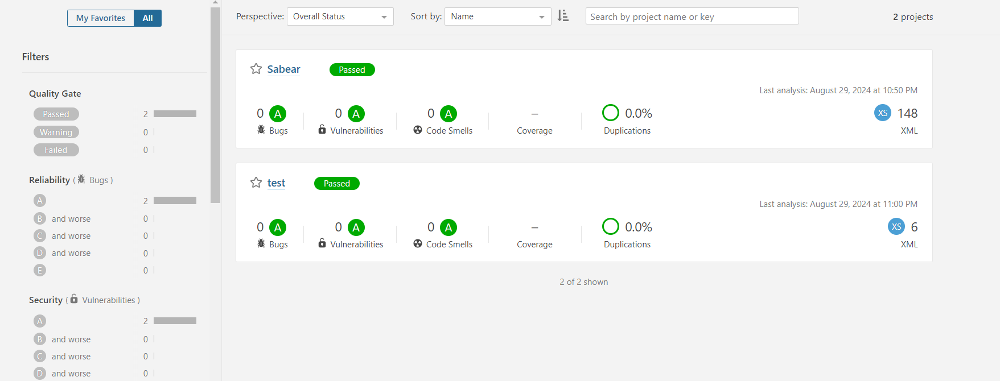 My Favorites All
Filters
Quality Gate
Passed 2
Warning 0
Failed 0
Reliability ( Bugs )
A 2
B and worse 0
C and worse 0
D and worse 0
E 0
Security ( Vulnerabilities )
A 2
B and worse 0
C and worse 0
D and worse 0
Perspective: Overall Status Sort by: Name Search by project name or key 2 projects
Sabear Passed
Last analysis: August 29, 2024 at 10:50 PM
0 A 0 A 0 A – 0.0% XS 148
Bugs Vulnerabilities Code Smells Coverage Duplications XML
test Passed
Last analysis: August 29, 2024 at 11:00 PM
0 A 0 A 0 A – 0.0% XS 6
Bugs Vulnerabilities Code Smells Coverage Duplications XML
2 of 2 shown